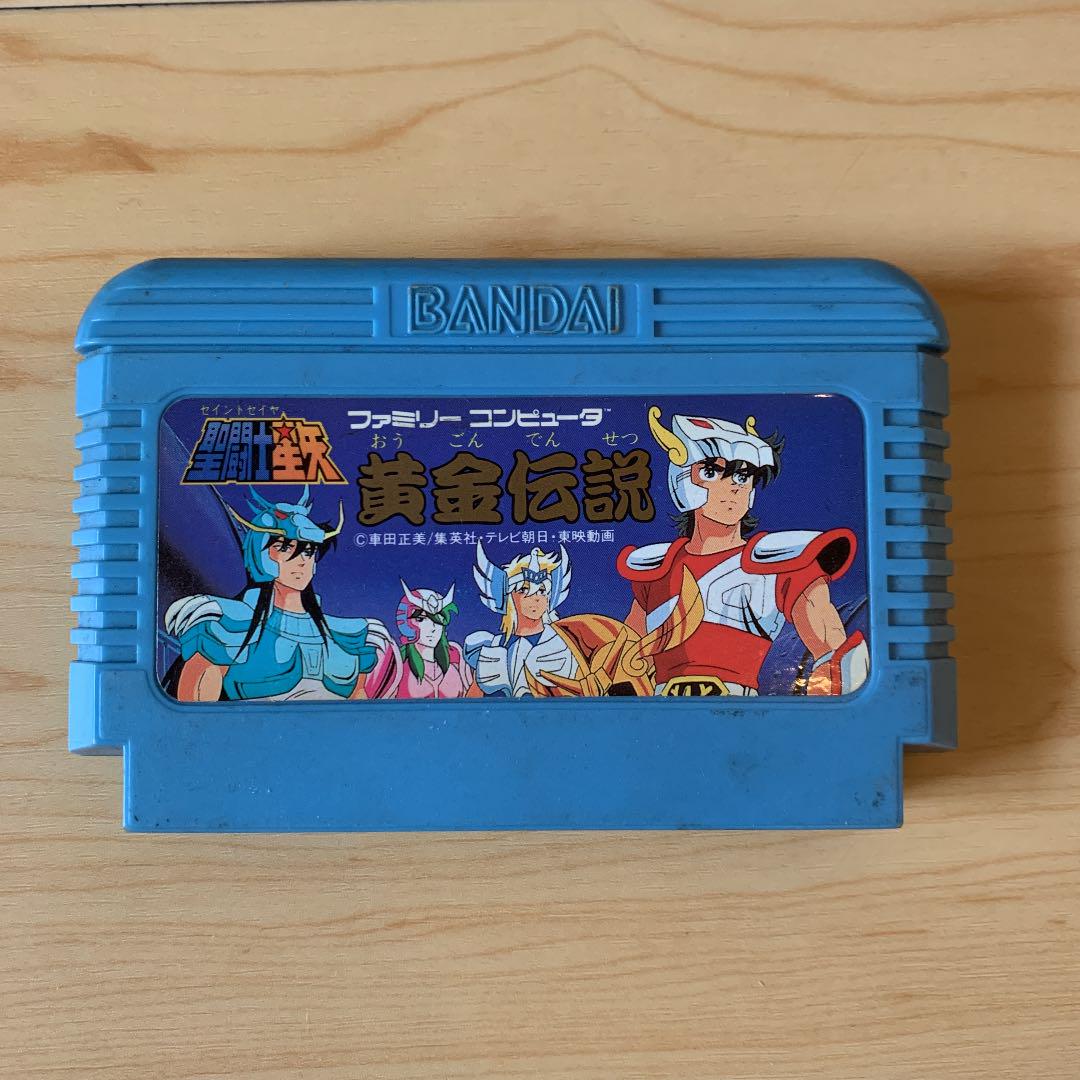 BANDAI
セイントセイヤ
聖闘士星矢
ファミリー コンピュータ™
おう ごん でん せつ
黄金伝説
©車田正美/集英社・テレビ朝日・東映動画